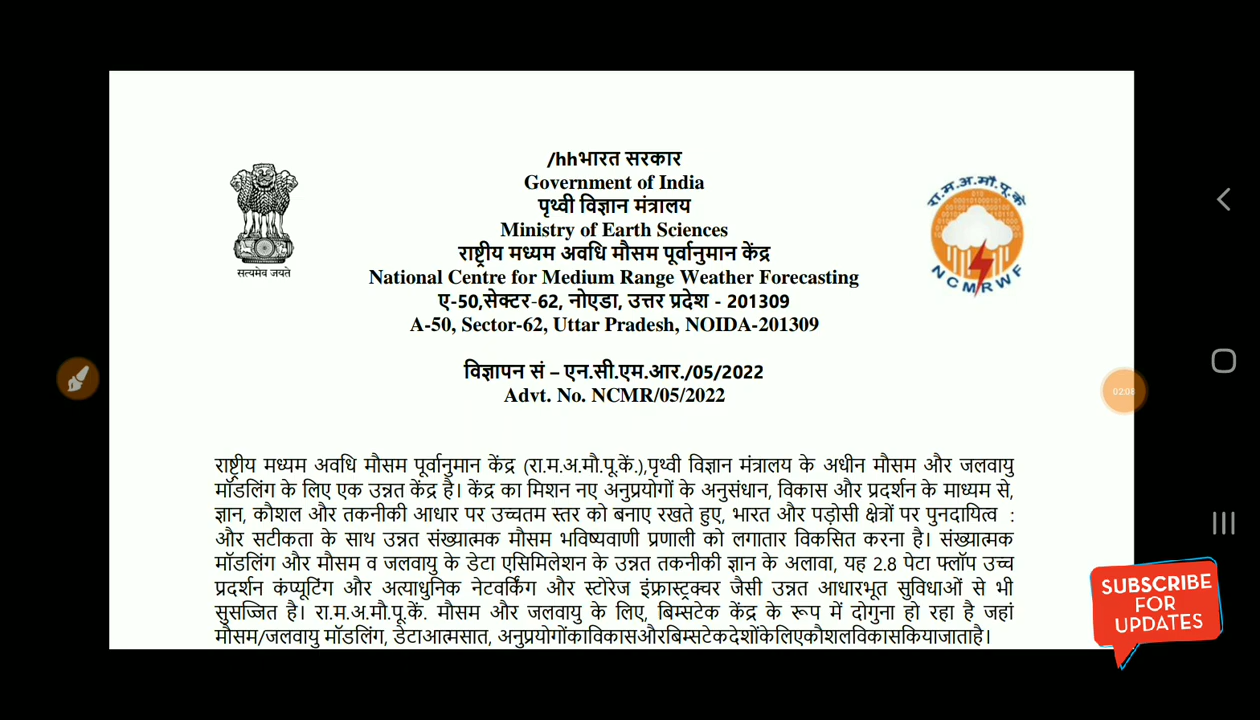 /hhभारत सरकार
Government of India
पृथ्वी विज्ञान मंत्रालय
Ministry of Earth Sciences
राष्ट्रीय मध्यम अवधि मौसम पूर्वानुमान केंद्र
National Centre for Medium Range Weather Forecasting
ए-50,सेक्टर-62, नोएडा, उत्तर प्रदेश - 201309
A-50, Sector-62, Uttar Pradesh, NOIDA-201309
सत्यमेव जयते
रा.म.अ.मौ.पू.कें
NCMRWF
विज्ञापन सं – एन.सी.एम.आर./05/2022
Advt. No. NCMR/05/2022
02:08
राष्ट्रीय मध्यम अवधि मौसम पूर्वानुमान केंद्र (रा.म.अ.मौ.पू.कें.),पृथ्वी विज्ञान मंत्रालय के अधीन मौसम और जलवायु
मॉडलिंग के लिए एक उन्नत केंद्र है। केंद्र का मिशन नए अनुप्रयोगों के अनुसंधान, विकास और प्रदर्शन के माध्यम से,
ज्ञान, कौशल और तकनीकी आधार पर उच्चतम स्तर को बनाए रखते हुए, भारत और पड़ोसी क्षेत्रों पर पुनदायित्व :
और सटीकता के साथ उन्नत संख्यात्मक मौसम भविष्यवाणी प्रणाली को लगातार विकसित करना है। संख्यात्मक
मॉडलिंग और मौसम व जलवायु के डेटा एसिमिलेशन के उन्नत तकनीकी ज्ञान के अलावा, यह 2.8 पेटा फ्लॉप उच्च
प्रदर्शन कंप्यूटिंग और अत्याधुनिक नेटवर्किंग और स्टोरेज इंफ्रास्ट्रक्चर जैसी उन्नत आधारभूत सुविधाओं से भी
सुसज्जित है। रा.म.अ.मौ.पू.कें. मौसम और जलवायु के लिए, बिम्सटेक केंद्र के रूप में दोगुना हो रहा है जहां
मौसम/जलवायु मॉडलिंग, डेटाआत्मसात, अनुप्रयोगोंकाविकासऔरबिम्सटेकदेशोंकेलिएकौशलविकासकियाजाताहै।
SUBSCRIBE
FOR
UPDATES